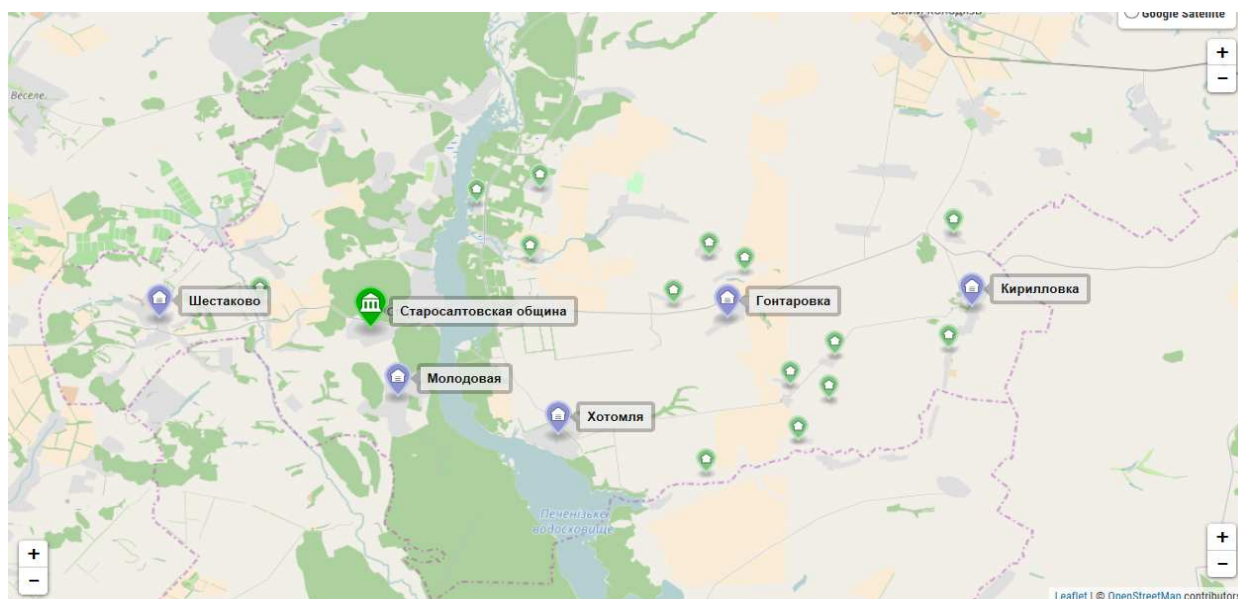 Google Satellite
+
−
Веселе
Шестаково
Старосалтовская община
Гонтаровка
Кирилловка
Молодовая
Хотомля
Печенізьке
водосховище
+
−
+
−
Leaflet | © OpenStreetMap contributors